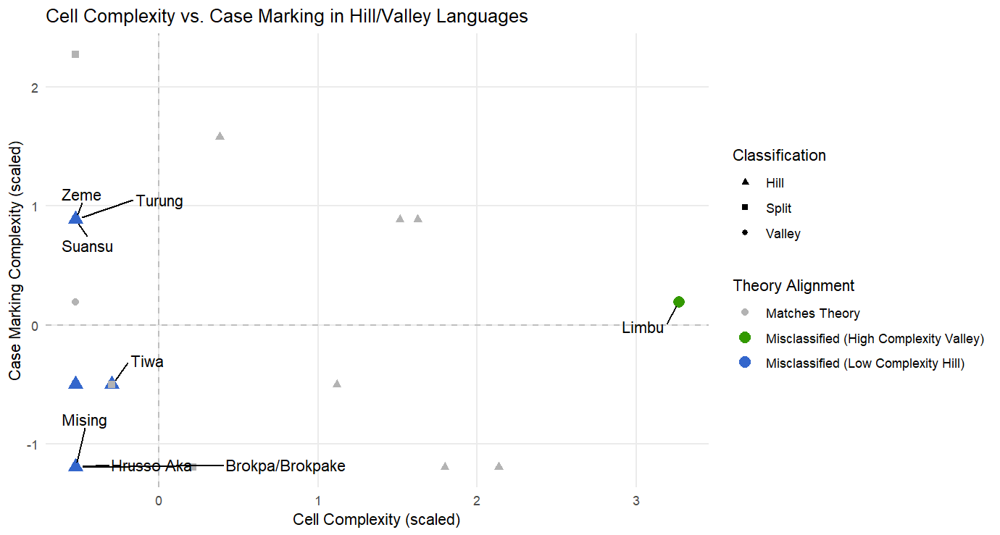 Cell Complexity vs. Case Marking in Hill/Valley Languages
Case Marking Complexity (scaled)
2
1
0
-1
Zeme
Turung
Suansu
Limbu
Tiwa
Mising
Hrusso Aka
Brokpa/Brokpake
0
1
2
3
Cell Complexity (scaled)
Classification
Hill
Split
Valley
Theory Alignment
Matches Theory
Misclassified (High Complexity Valley)
Misclassified (Low Complexity Hill)